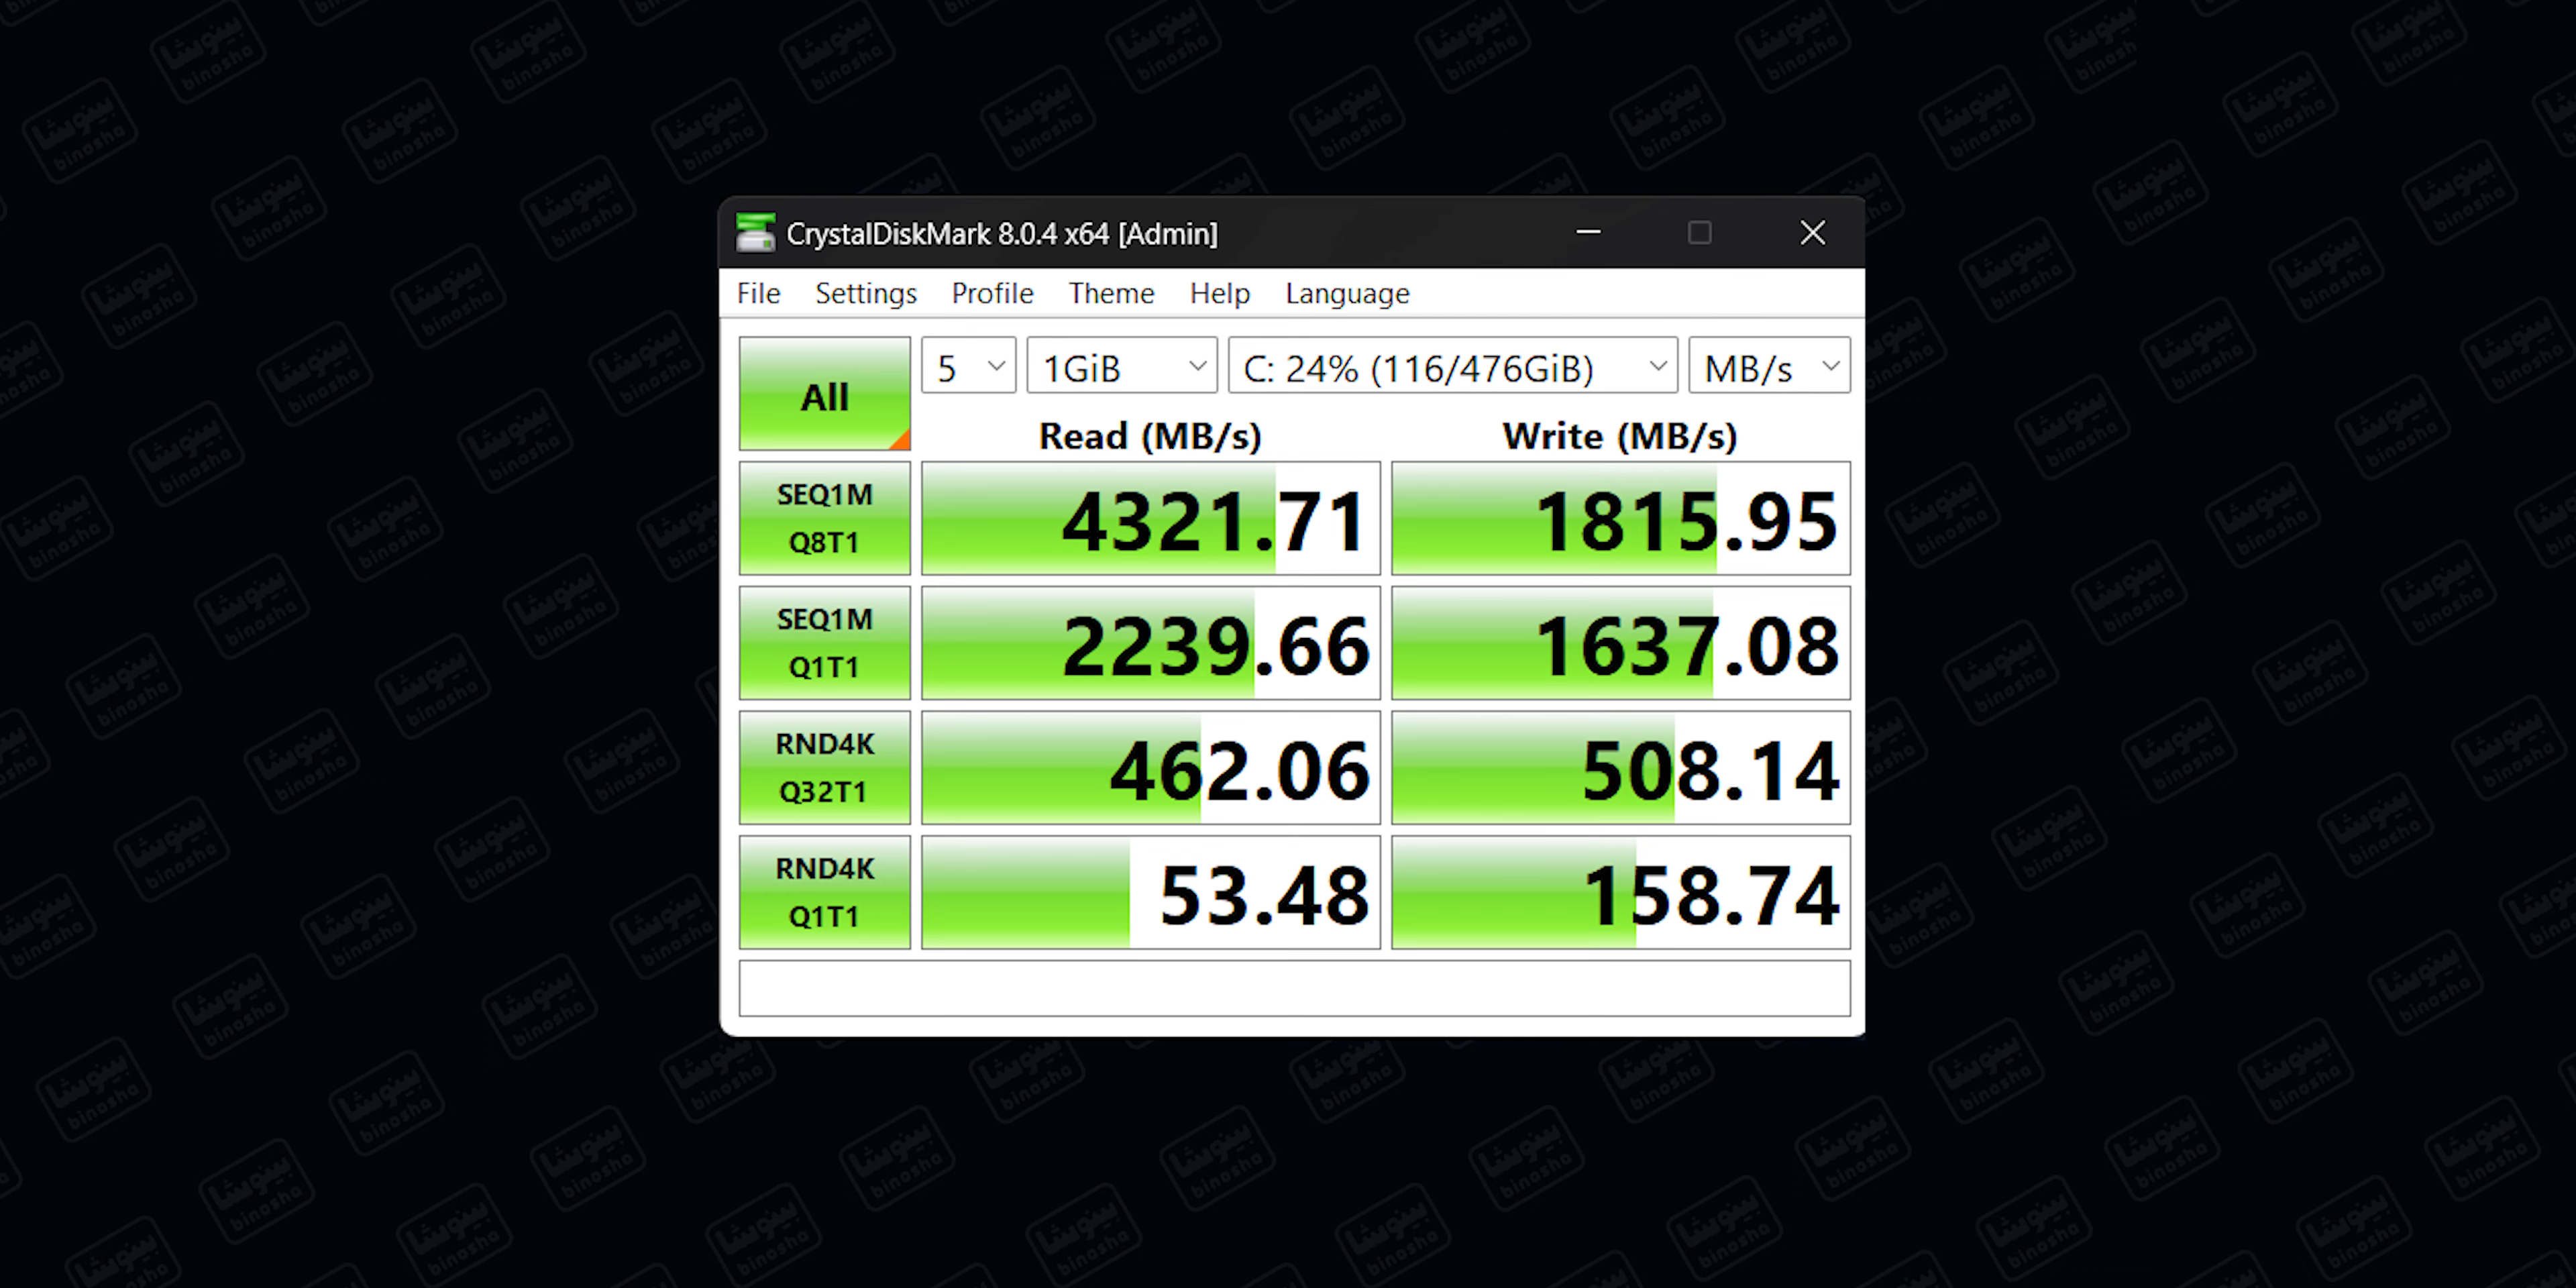 CrystalDiskMark 8.0.4 x64 [Admin]
File Settings Profile Theme Help Language
All
5 1GiB C: 24% (116/476GiB) MB/s
Read (MB/s) Write (MB/s)
SEQ1M
Q8T1
4321.71 1815.95
SEQ1M
Q1T1
2239.66 1637.08
RND4K
Q32T1
462.06 508.14
RND4K
Q1T1
53.48 158.74
بینوشا
binosha